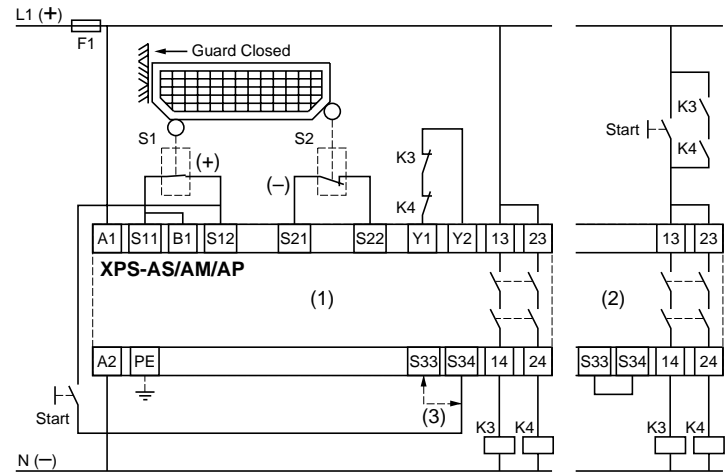 L1 (+)
F1
Guard Closed
S1
S2
(+)
(–)
K3
K4
Start
K3
K4
A1 S11 B1 S12 S21 S22 Y1 Y2 13 23
13 23
XPS-AS/AM/AP
(1)
(2)
A2 PE S33 S34 14 24
S33 S34 14 24
Start
(3)
K3 K4
K3 K4
N (–)